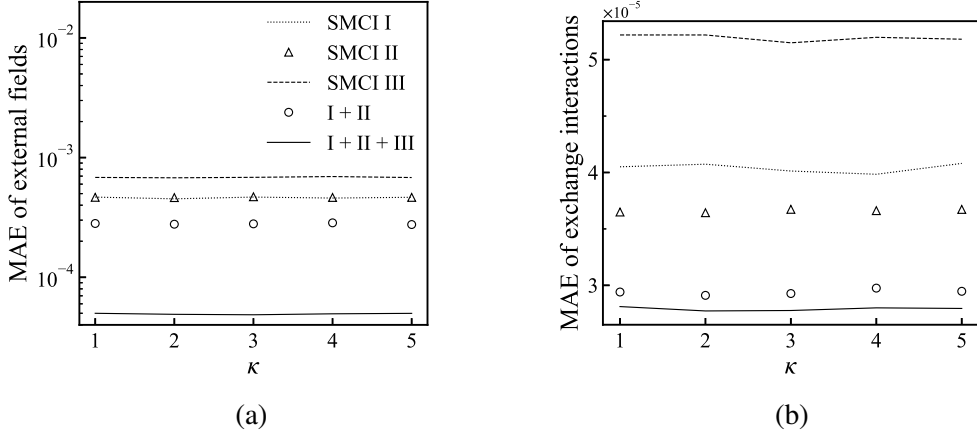 MAE of external fields
10⁻²
10⁻³
10⁻⁴
SMCI I
SMCI II
SMCI III
I + II
I + II + III
1 2 3 4 5
κ
(a)
MAE of exchange interactions
×10⁻⁵
5
4
3
1 2 3 4 5
κ
(b)